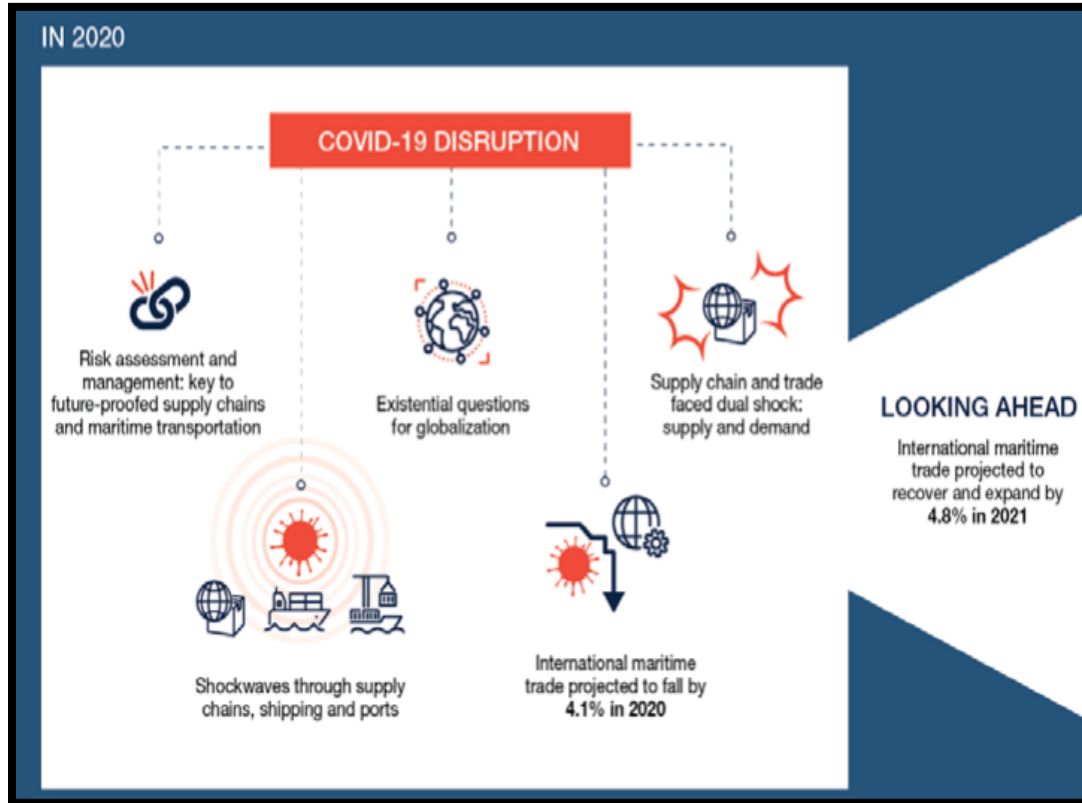 IN 2020
COVID-19 DISRUPTION
Risk assessment and
management: key to
future-proofed supply chains
and maritime transportation
Existential questions
for globalization
Supply chain and trade
faced dual shock:
supply and demand
Shockwaves through supply
chains, shipping and ports
International maritime
trade projected to fall by
4.1% in 2020
LOOKING AHEAD
International maritime
trade projected to
recover and expand by
4.8% in 2021